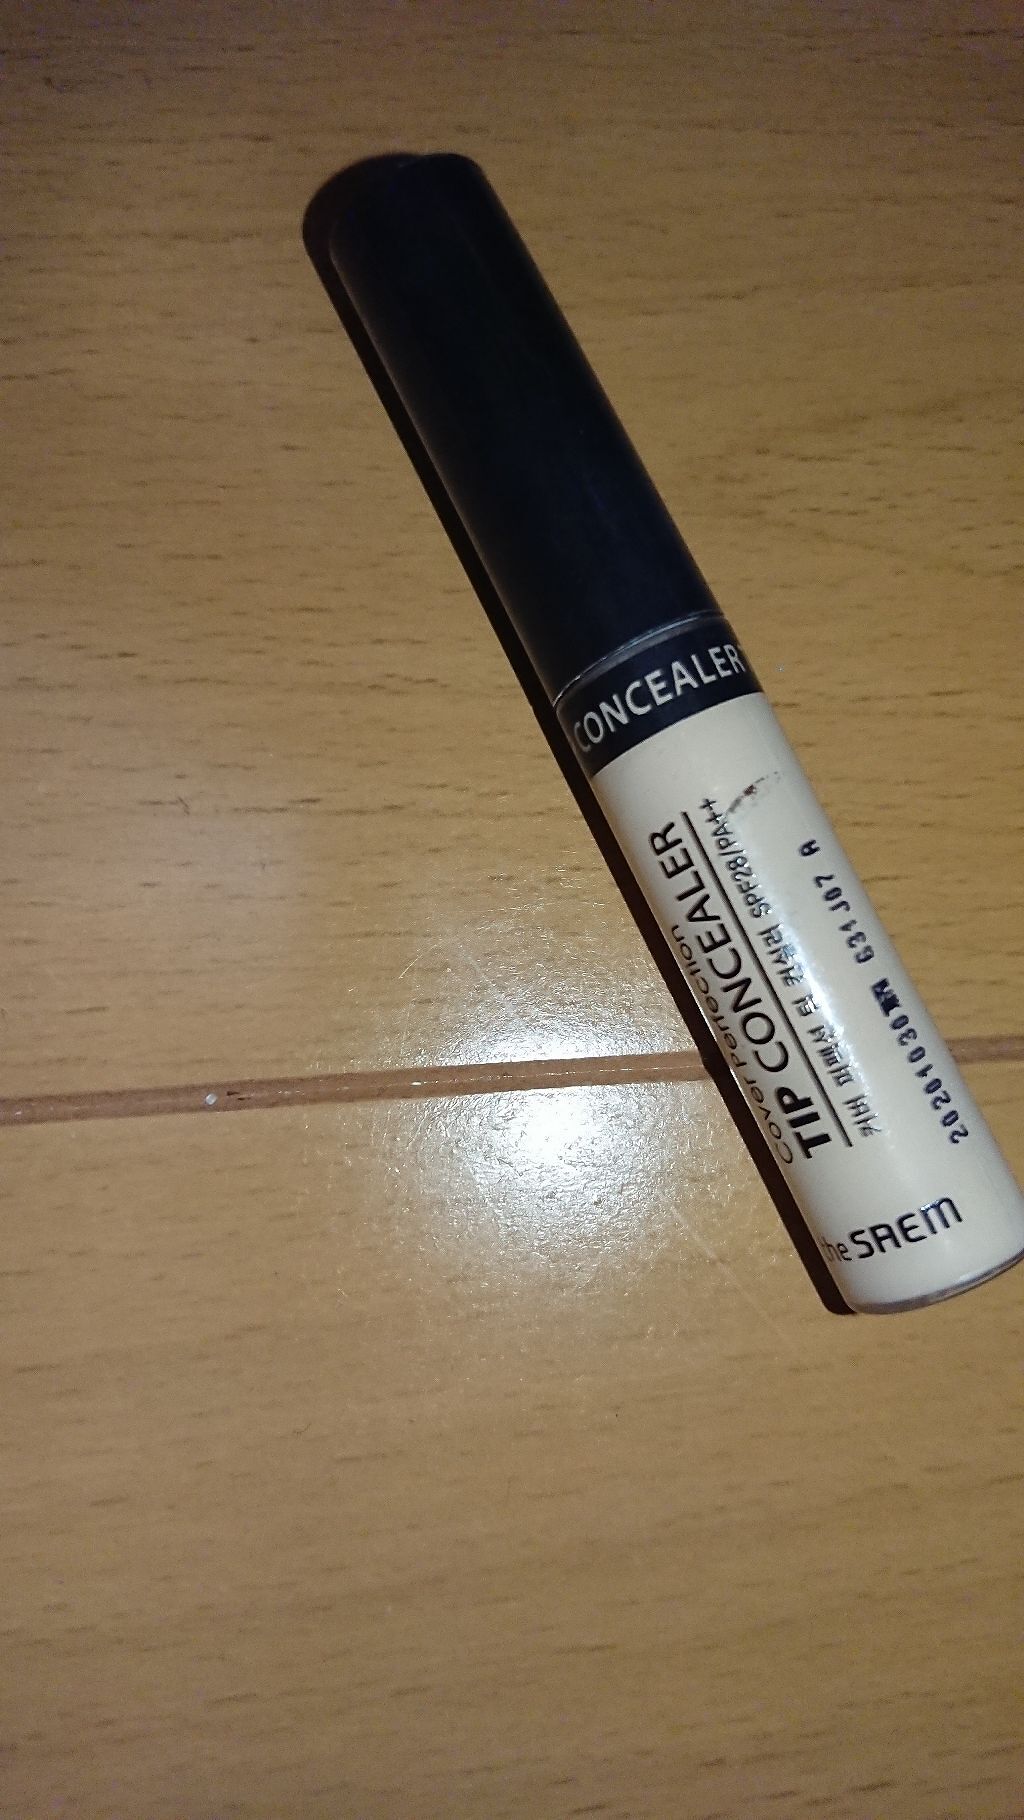 CONCEALER
Cover Perfection
TIP CONCEALER
커버 퍼펙션 팁 컨실러 SPF28/PA++
20201030까지 G31J07 A
the SAEM